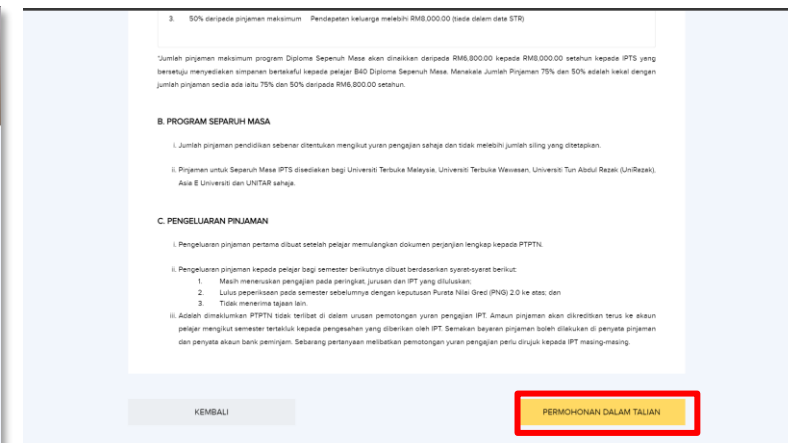 3. 50% daripada pinjaman maksimum Pendapatan keluarga melebihi RM8.000.00 (tiada dalam data STR)
*Jumlah pinjaman maksimum program Diploma Sepenuh Masa akan dinaikkan daripada RM6,800.00 kepada RM8,000.00 setahun kepada IPTS yang
bersetuju menyediakan simpanan bertakaful kepada pelajar B40 Diploma Sepenuh Masa. Manakala Jumlah Pinjaman 75% dan 50% adalah kekal dengan
jumlah pinjaman sedia ada iaitu 75% dan 50% daripada RM6,800.00 setahun.
B. PROGRAM SEPARUH MASA
i. Jumlah pinjaman pendidikan sebenar ditentukan mengikut yuran pengajian sahaja dan tidak melebihi jumlah siling yang ditetapkan.
ii. Pinjaman untuk Separuh Masa IPTS disediakan bagi Universiti Terbuka Malaysia, Universiti Terbuka Wawasan, Universiti Tun Abdul Razak (UniRazak),
Asia E Universiti dan UNITAR sahaja.
C. PENGELUARAN PINJAMAN
i. Pengeluaran pinjaman pertama dibuat setelah pelajar memulangkan dokumen perjanjian lengkap kepada PTPTN.
ii. Pengeluaran pinjaman kepada pelajar bagi semester berikutnya dibuat berdasarkan syarat-syarat berikut:
1. Masih meneruskan pengajian pada peringkat, jurusan dan IPT yang diluluskan;
2. Lulus peperiksaan pada semester sebelumnya dengan keputusan Purata Nilai Gred (PNG) 2.0 ke atas; dan
3. Tidak menerima tajaan lain.
iii. Adalah dimaklumkan PTPTN tidak terlibat di dalam urusan pemotongan yuran pengajian IPT. Amaun pinjaman akan dikreditkan terus ke akaun
pelajar mengikut semester tertakluk kepada pengesahan yang diberikan oleh IPT. Semakan bayaran pinjaman boleh dilakukan di penyata pinjaman
dan penyata akaun bank peminjam. Sebarang pertanyaan melibatkan pemotongan yuran pengajian perlu dirujuk kepada IPT masing-masing.
KEMBALI
PERMOHONAN DALAM TALIAN